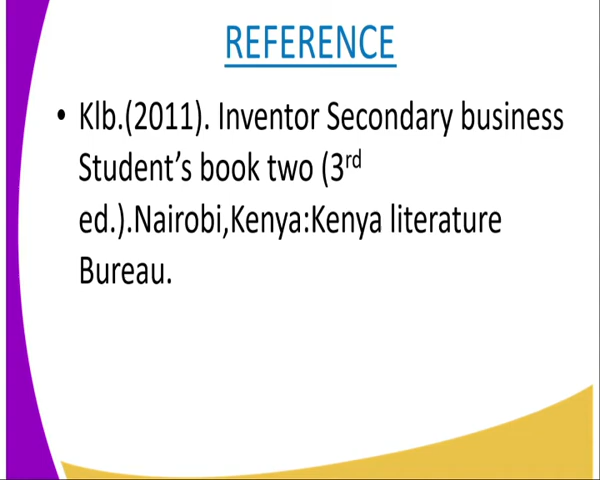 REFERENCE
• Klb.(2011). Inventor Secondary business
Student’s book two (3rd
ed.).Nairobi,Kenya:Kenya literature
Bureau.